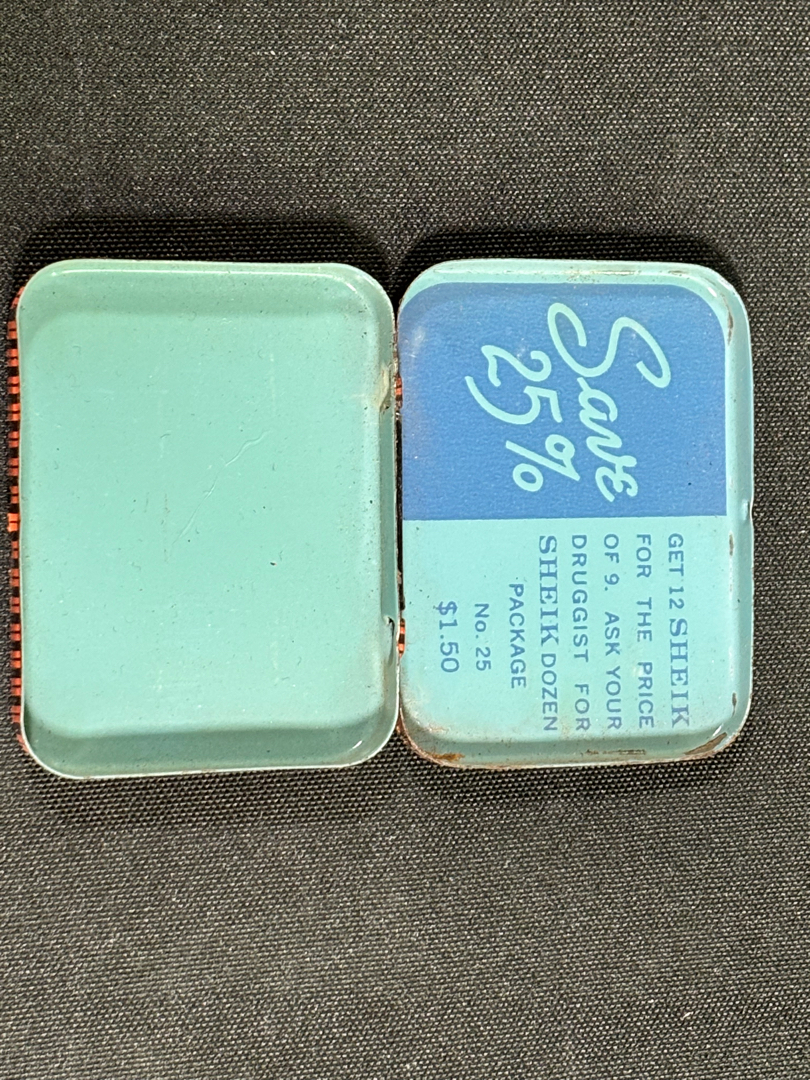 Save
25%
GET 12 SHEIK
FOR THE PRICE
OF 9. ASK YOUR
DRUGGIST FOR
SHEIK DOZEN
PACKAGE
No. 25
$1.50